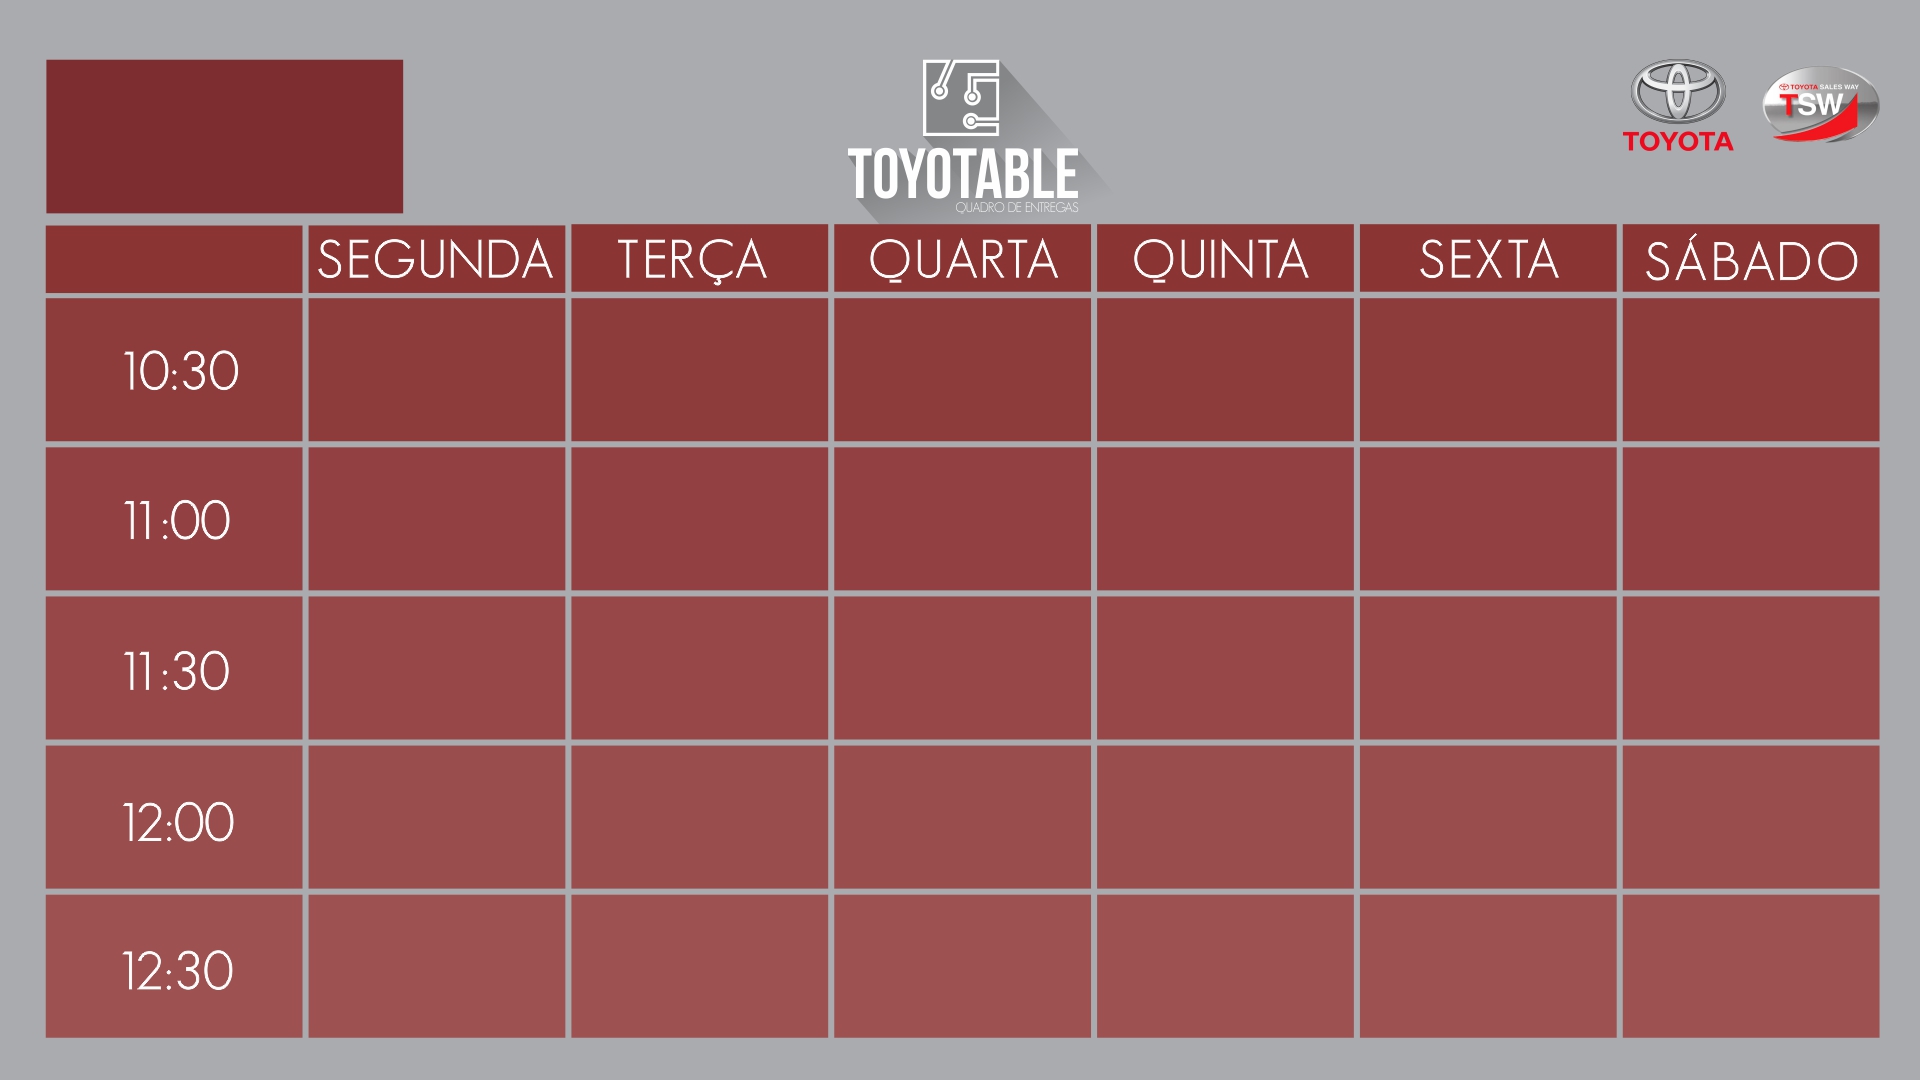 TOYOTABLE
QUADRO DE ENTREGAS
TOYOTA
TOYOTA SALES WAY
TSW
SEGUNDA TERÇA QUARTA QUINTA SEXTA SÁBADO
10:30
11:00
11:30
12:00
12:30